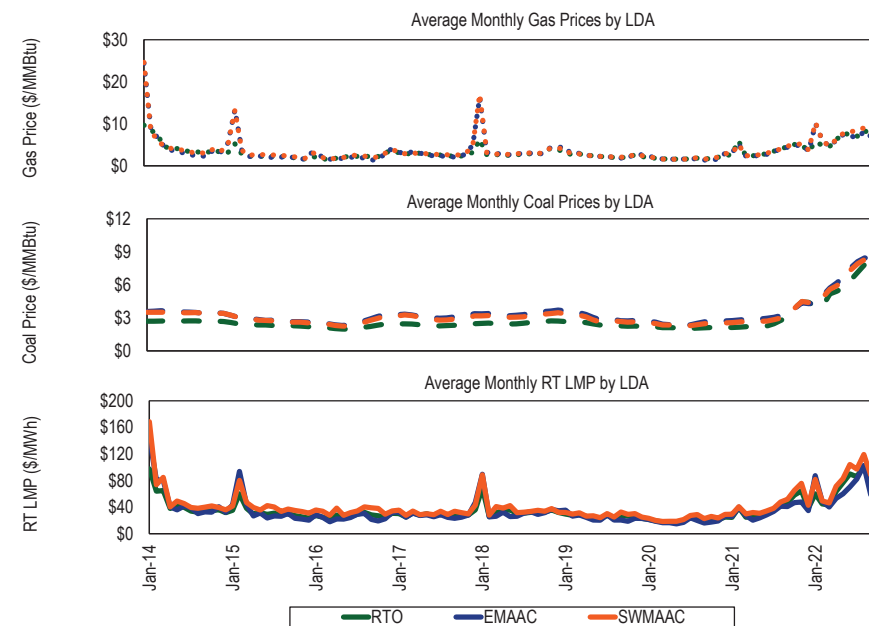 Average Monthly Gas Prices by LDA
Gas Price ($/MMBtu)
$30
$20
$10
$0
Average Monthly Coal Prices by LDA
Coal Price ($/MMBtu)
$12
$9
$6
$3
$0
Average Monthly RT LMP by LDA
RT LMP ($/MWh)
$200
$160
$120
$80
$40
$0
Jan-14
Jan-15
Jan-16
Jan-17
Jan-18
Jan-19
Jan-20
Jan-21
Jan-22
RTO EMAAC SWMAAC